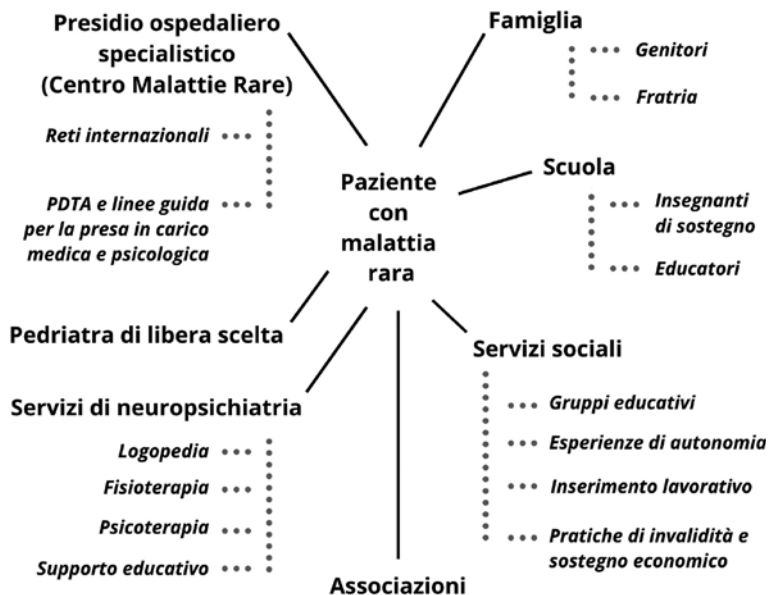 Presidio ospedaliero
specialistico
(Centro Malattie Rare)
Reti internazionali
PDTA e linee guida
per la presa in carico
medica e psicologica
Famiglia
Genitori
Fratria
Scuola
Insegnanti
di sostegno
Educatori
Paziente
con
malattia
rara
Pedriatra di libera scelta
Servizi di neuropsichiatria
Logopedia
Fisioterapia
Psicoterapia
Supporto educativo
Servizi sociali
Gruppi educativi
Esperienze di autonomia
Inserimento lavorativo
Pratiche di invalidità e
sostegno economico
Associazioni